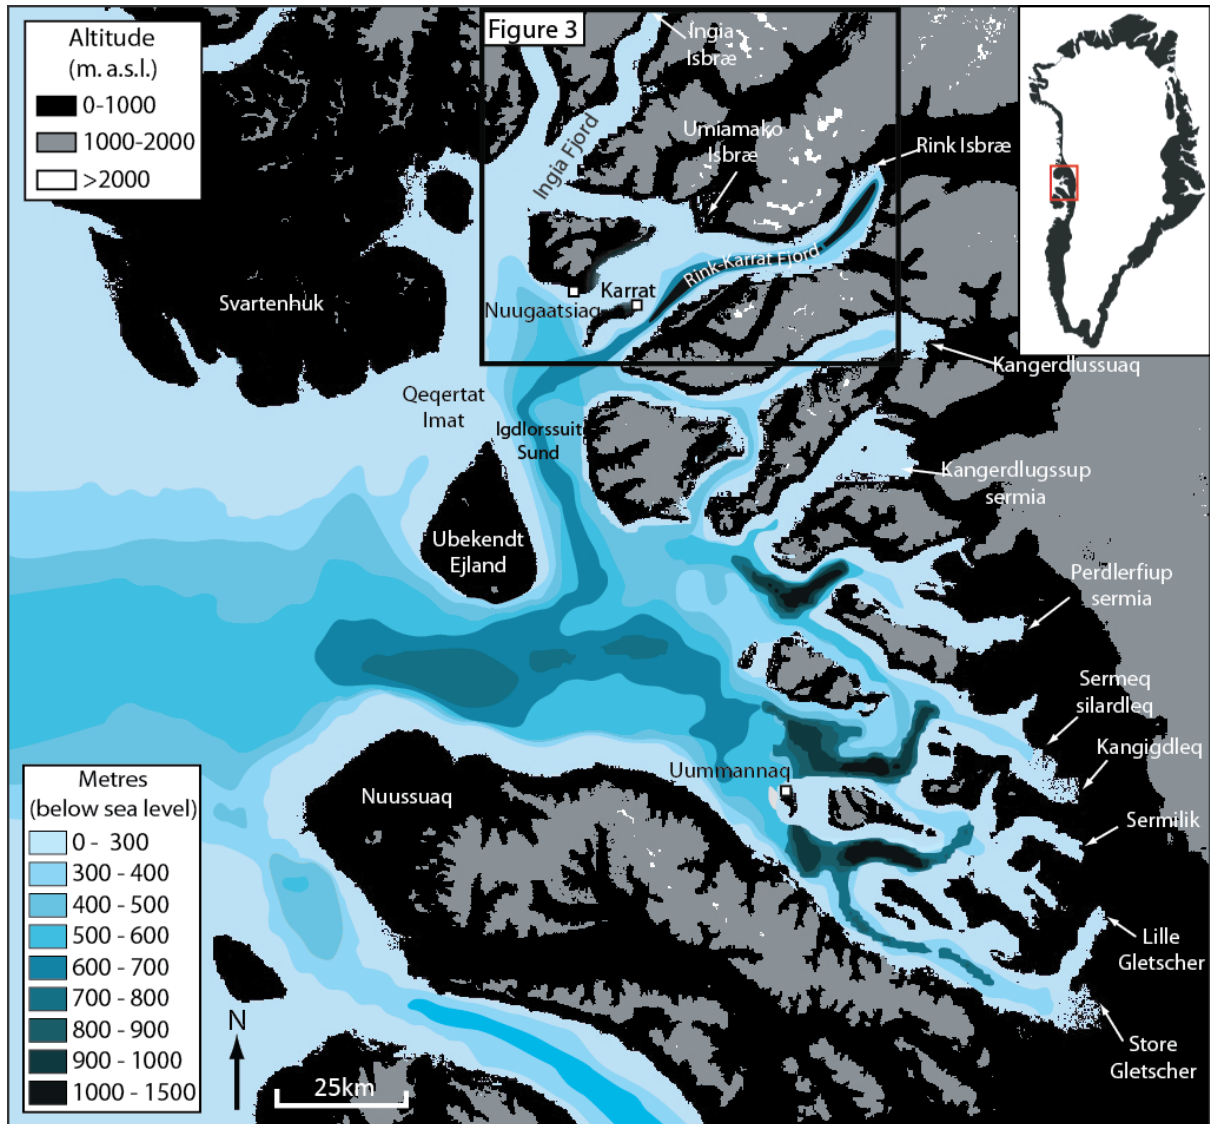 Altitude
(m. a.s.l.)
0-1000
1000-2000
>2000
Figure 3
Ingia
Isbræ
Ingia Fjord
Umiamako
Isbræ
Rink Isbræ
Rink-Karrat Fjord
Karrat
Nuugaatsiaq
Svartenhuk
Kangerdlussuaq
Qeqertat
Imat
Igdlorssuit
Sund
Kangerdlugssup
sermia
Ubekendt
Ejland
Perdlerfiup
sermia
Sermeq
silardleq
Kangigdleq
Uummannaq
Nuussuaq
Sermilik
Metres
(below sea level)
0 - 300
300 - 400
400 - 500
500 - 600
600 - 700
700 - 800
800 - 900
900 - 1000
1000 - 1500
Lille
Gletscher
N
25km
Store
Gletscher